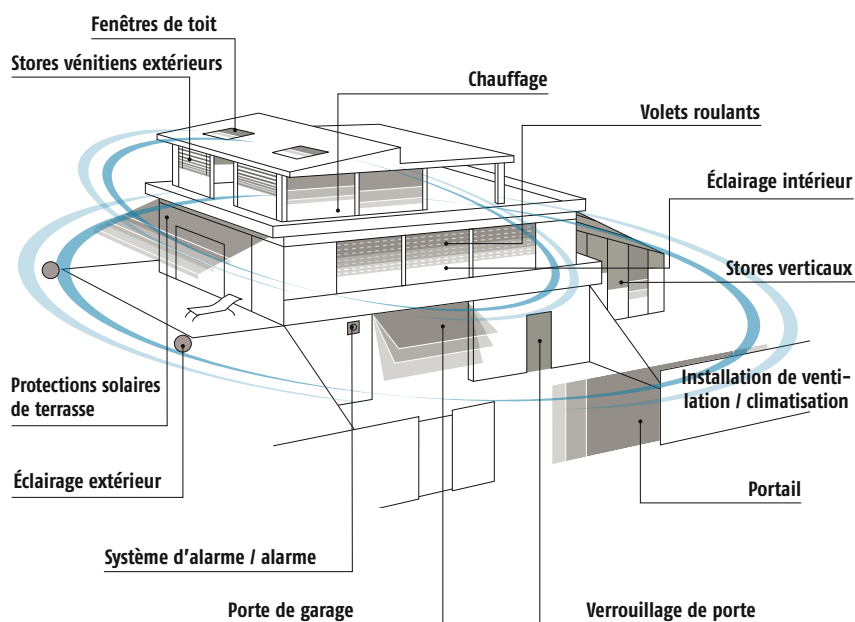 Fenêtres de toit
Stores vénitiens extérieurs
Chauffage
Volets roulants
Éclairage intérieur
Stores verticaux
Protections solaires
de terrasse
Installation de venti-
lation / climatisation
Éclairage extérieur
Portail
Système d'alarme / alarme
Porte de garage
Verrouillage de porte